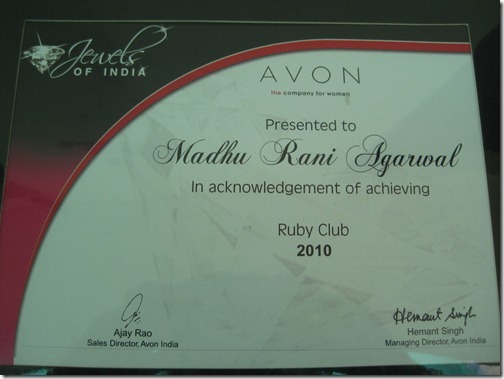 Jewels
OF INDIA
AVON
the company for women
Presented to
Madhu Rani Agarwal
In acknowledgement of achieving
Ruby Club
2010
Ajay Rao
Sales Director, Avon India
Hemant Singh
Hemant Singh
Managing Director, Avon India